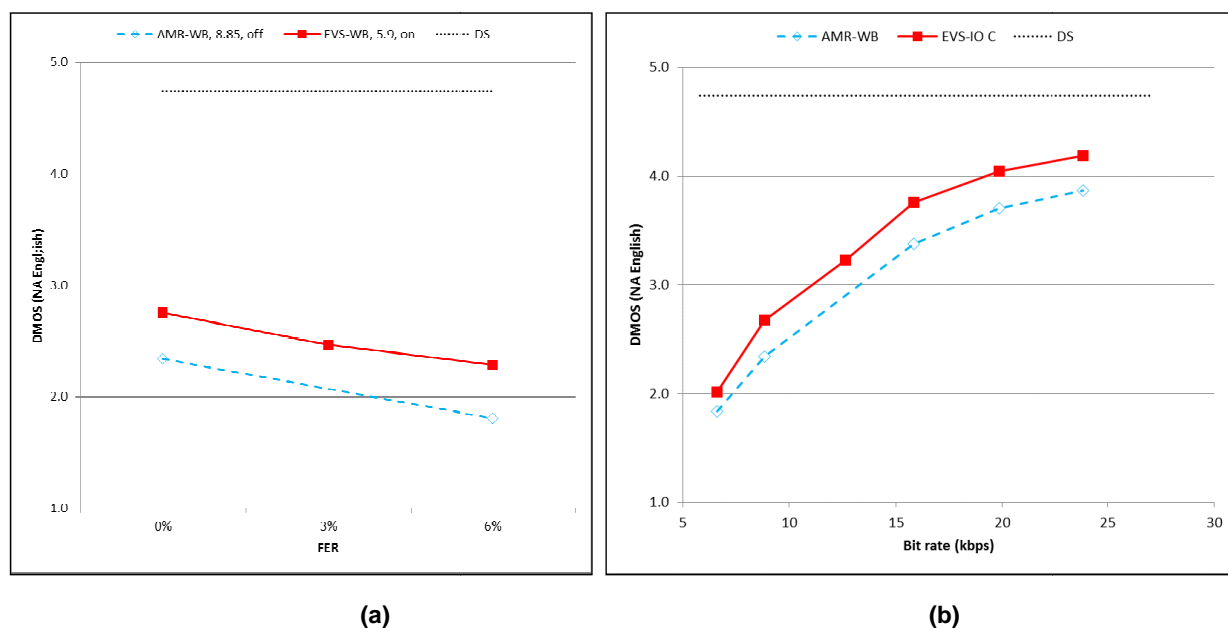 AMR-WB, 8.85, off EVS-WB, 5.9, on DS
5.0
4.0
3.0
2.0
1.0
DMOS (NA Engl;ish)
0% 3% 6%
FER
(a)
AMR-WB EVS-IO C DS
5.0
4.0
3.0
2.0
1.0
DMOS (NA English)
5 10 15 20 25 30
Bit rate (kbps)
(b)